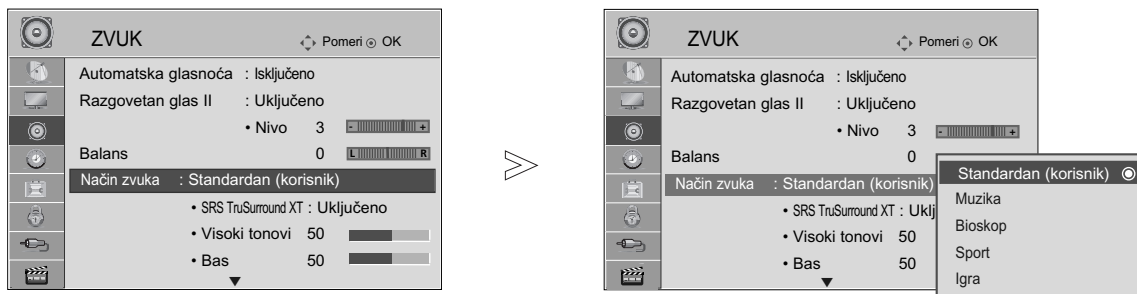 ZVUK Pomeri OK
Automatska glasnoća : Isključeno
Razgovetan glas II : Uključeno
• Nivo 3 - +
Balans 0 L R
Način zvuka : Standardan (korisnik)
• SRS TruSurround XT : Uključeno
• Visoki tonovi 50
• Bas 50
ZVUK Pomeri OK
Automatska glasnoća : Isključeno
Razgovetan glas II : Uključeno
• Nivo 3 - +
Balans 0
Način zvuka : Standardan (korisnik)
• SRS TruSurround XT : Uklj
• Visoki tonovi 50
• Bas 50
Standardan (korisnik)
Muzika
Bioskop
Sport
Igra